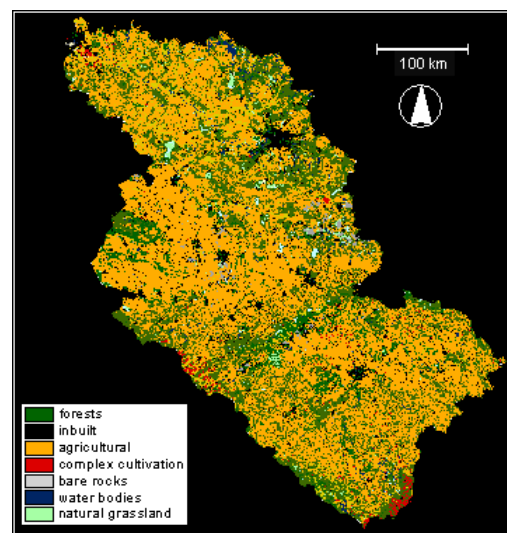 100 km
forests
inbuilt
agricultural
complex cultivation
bare rocks
water bodies
natural grassland